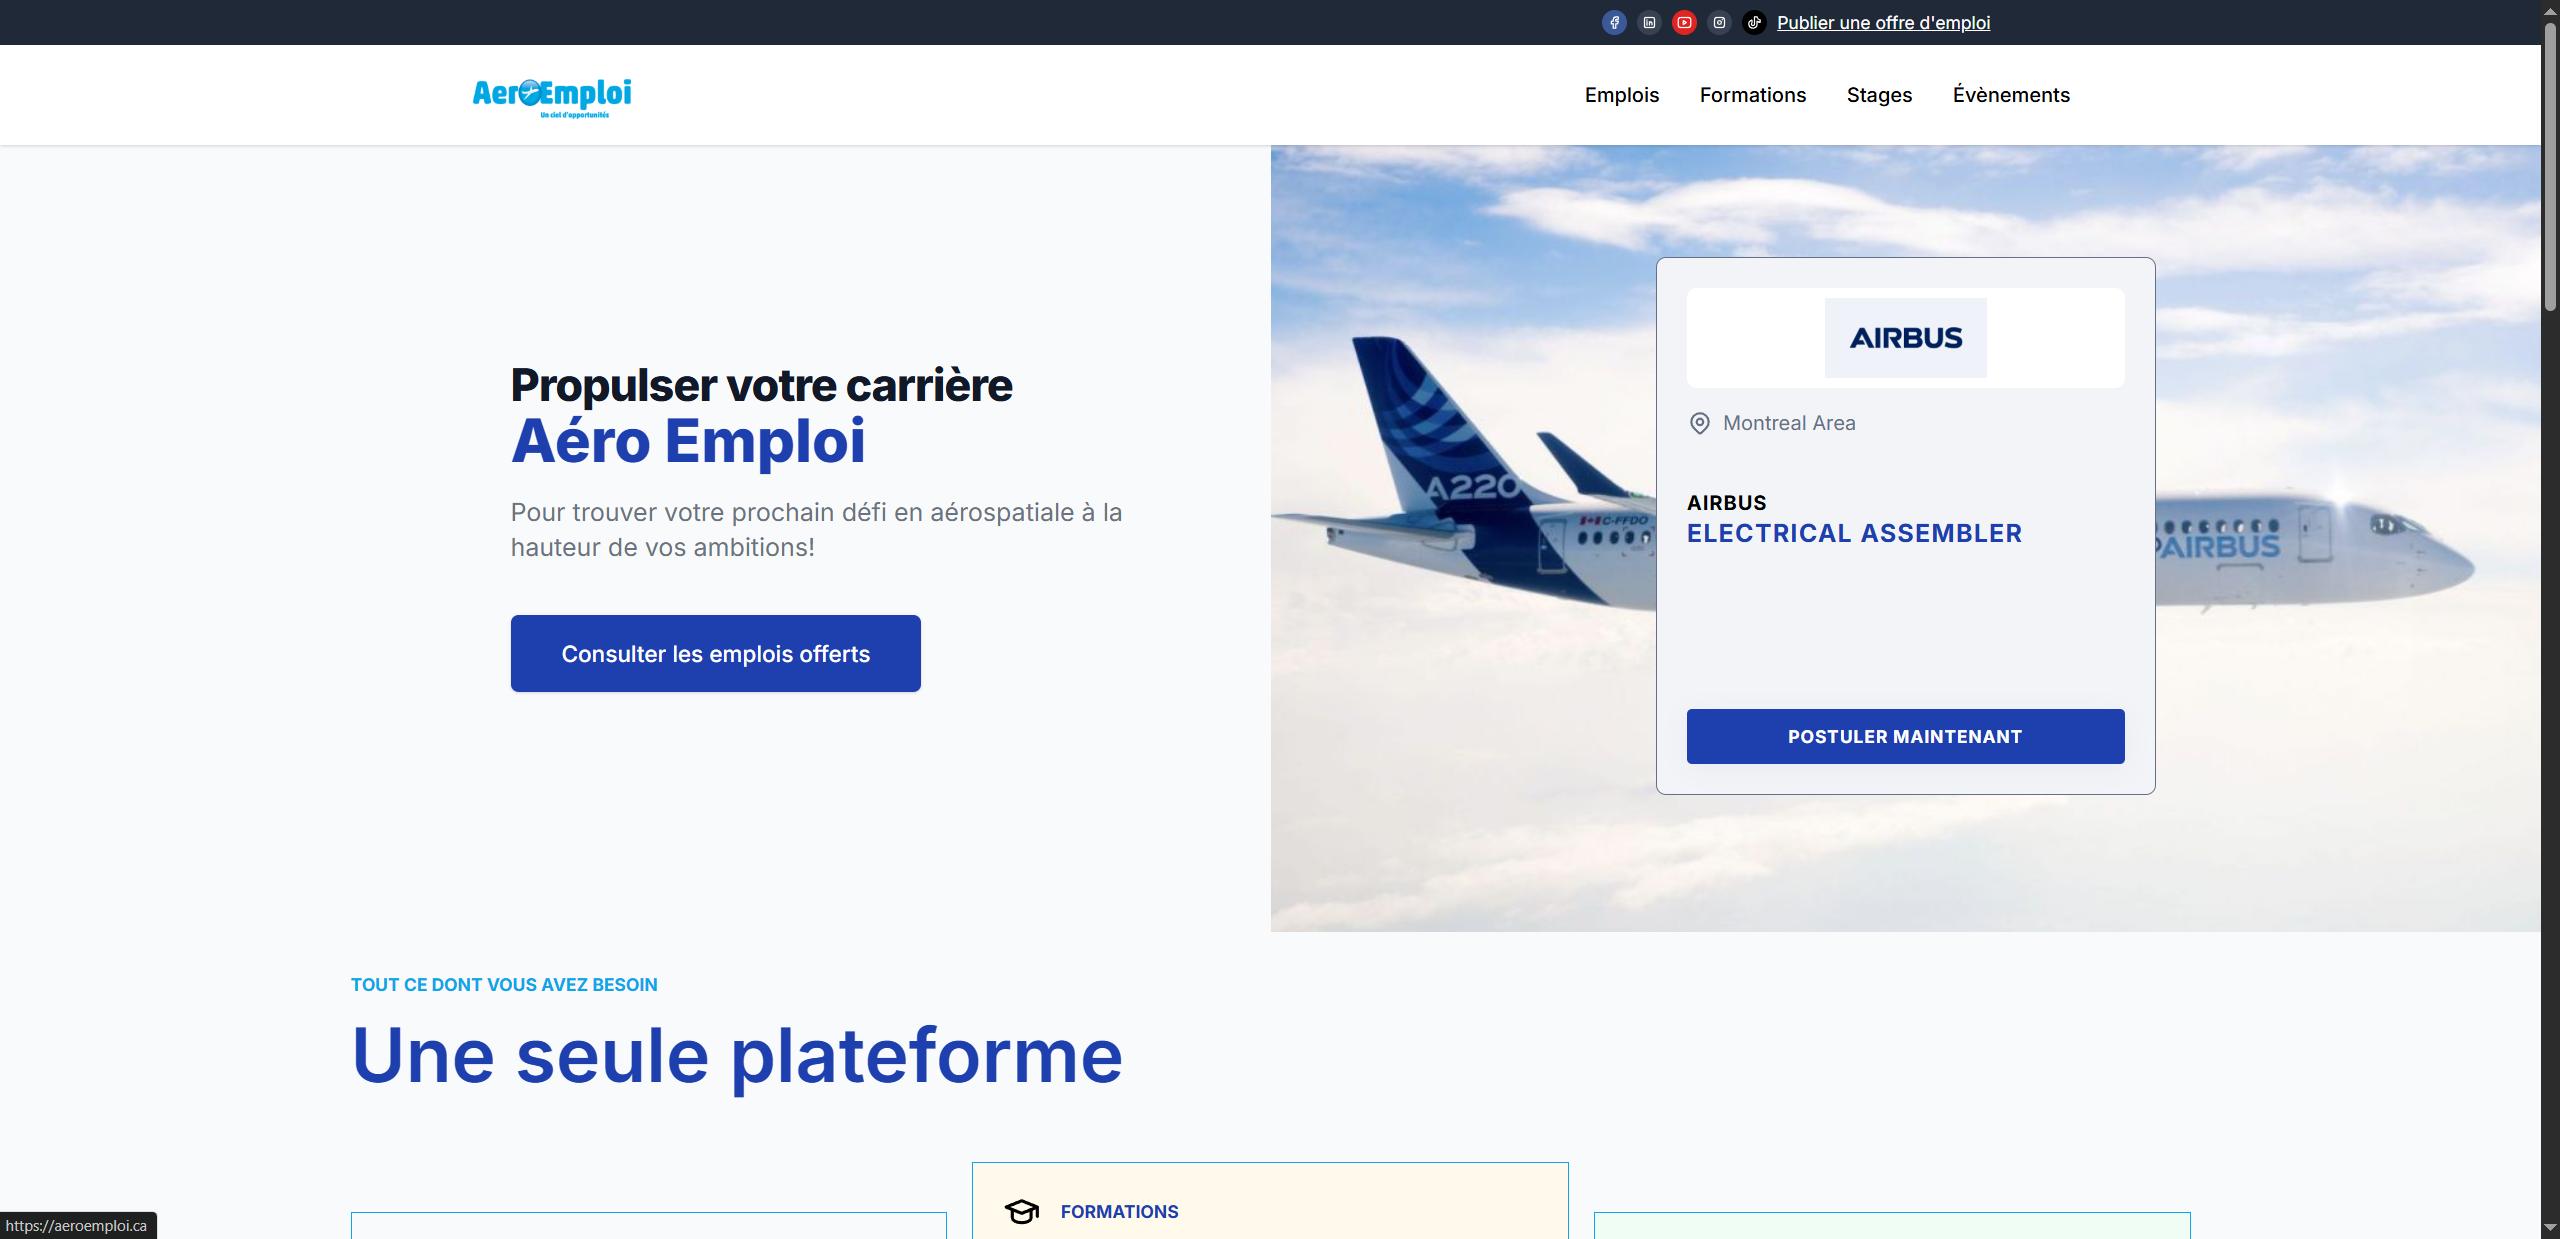 Publier une offre d'emploi
AeroEmploi
Un ciel d'opportunités
Emplois
Formations
Stages
Évènements
Propulser votre carrière
Aéro Emploi
Pour trouver votre prochain défi en aérospatiale à la
hauteur de vos ambitions!
Consulter les emplois offerts
A220
C-FFDO
AIRBUS
AIRBUS
Montreal Area
AIRBUS
ELECTRICAL ASSEMBLER
POSTULER MAINTENANT
TOUT CE DONT VOUS AVEZ BESOIN
Une seule plateforme
FORMATIONS
https://aeroemploi.ca